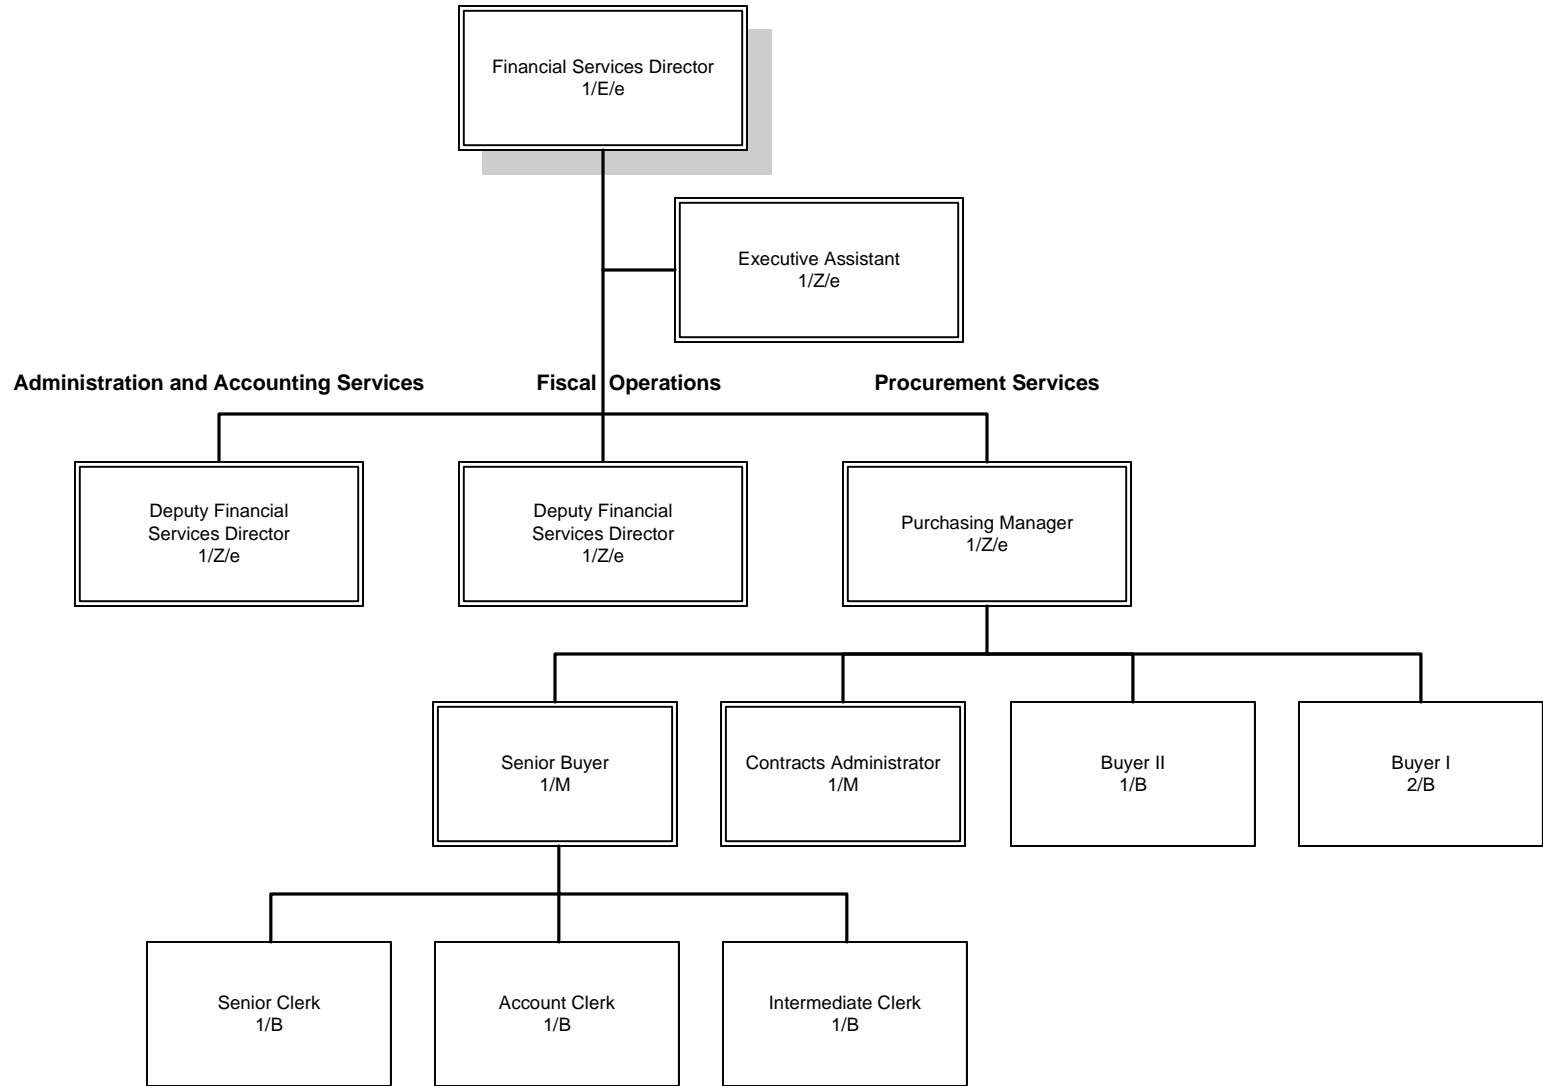 Financial Services Director
1/E/e
Executive Assistant
1/Z/e
Administration and Accounting Services
Fiscal Operations
Procurement Services
Deputy Financial
Services Director
1/Z/e
Deputy Financial
Services Director
1/Z/e
Purchasing Manager
1/Z/e
Senior Buyer
1/M
Contracts Administrator
1/M
Buyer II
1/B
Buyer I
2/B
Senior Clerk
1/B
Account Clerk
1/B
Intermediate Clerk
1/B